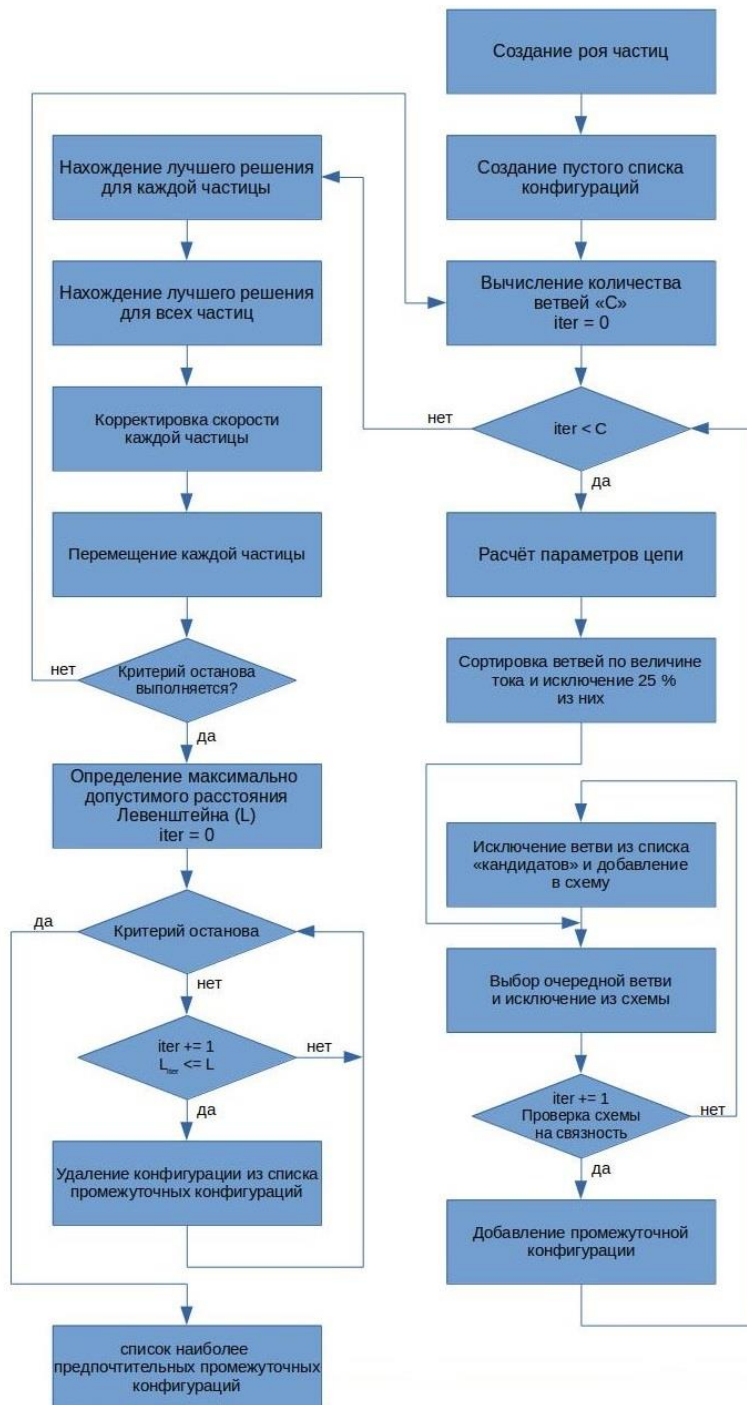 Создание роя частиц
Создание пустого списка
конфигураций
Вычисление количества
ветвей «С»
iter = 0
iter < C
нет
да
Расчёт параметров цепи
Сортировка ветвей по величине
тока и исключение 25 %
из них
Исключение ветви из списка
«кандидатов» и добавление
в схему
Выбор очередной ветви
и исключение из схемы
iter += 1
Проверка схемы
на связность
нет
да
Добавление промежуточной
конфигурации
Нахождение лучшего решения
для каждой частицы
Нахождение лучшего решения
для всех частиц
Корректировка скорости
каждой частицы
Перемещение каждой частицы
нет
Критерий останова
выполняется?
да
Определение максимально
допустимого расстояния
Левенштейна (L)
iter = 0
да
Критерий останова
нет
iter += 1
Liter <= L
нет
да
Удаление конфигурации из списка
промежуточных конфигураций
список наиболее
предпочтительных промежуточных
конфигураций